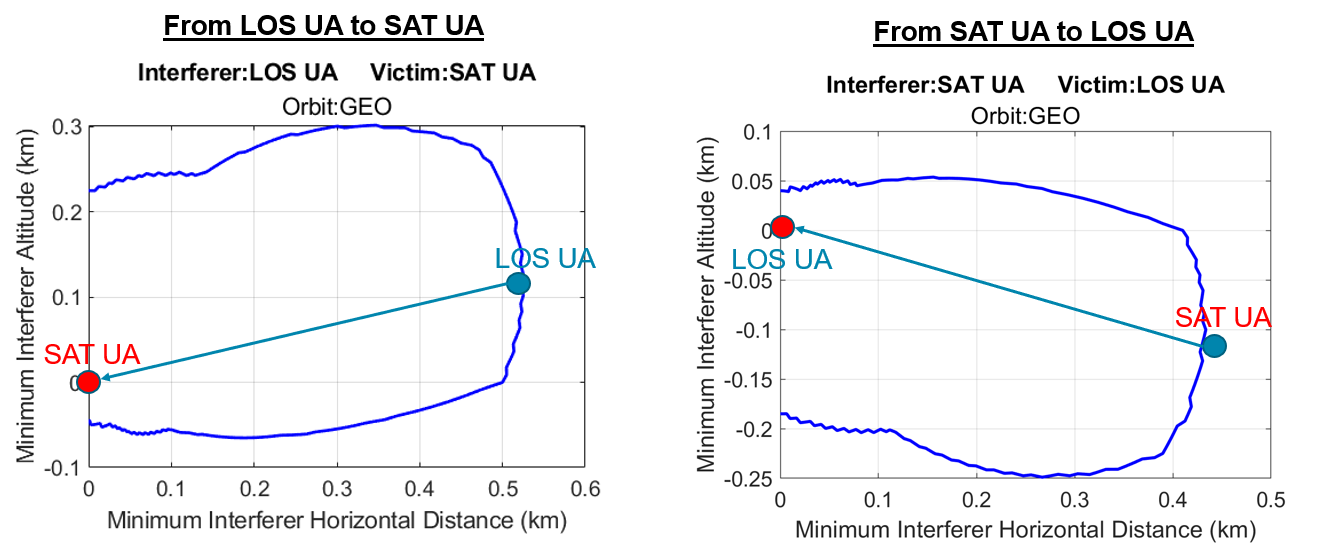 From LOS UA to SAT UA
Interferer:LOS UA Victim:SAT UA
Orbit:GEO
Minimum Interferer Altitude (km)
0.3
0.2
0.1
0
-0.1
LOS UA
SAT UA
0 0.1 0.2 0.3 0.4 0.5 0.6
Minimum Interferer Horizontal Distance (km)
From SAT UA to LOS UA
Interferer:SAT UA Victim:LOS UA
Orbit:GEO
Minimum Interferer Altitude (km)
0.1
0.05
0
-0.05
-0.1
-0.15
-0.2
-0.25
LOS UA
SAT UA
0 0.1 0.2 0.3 0.4 0.5
Minimum Interferer Horizontal Distance (km)